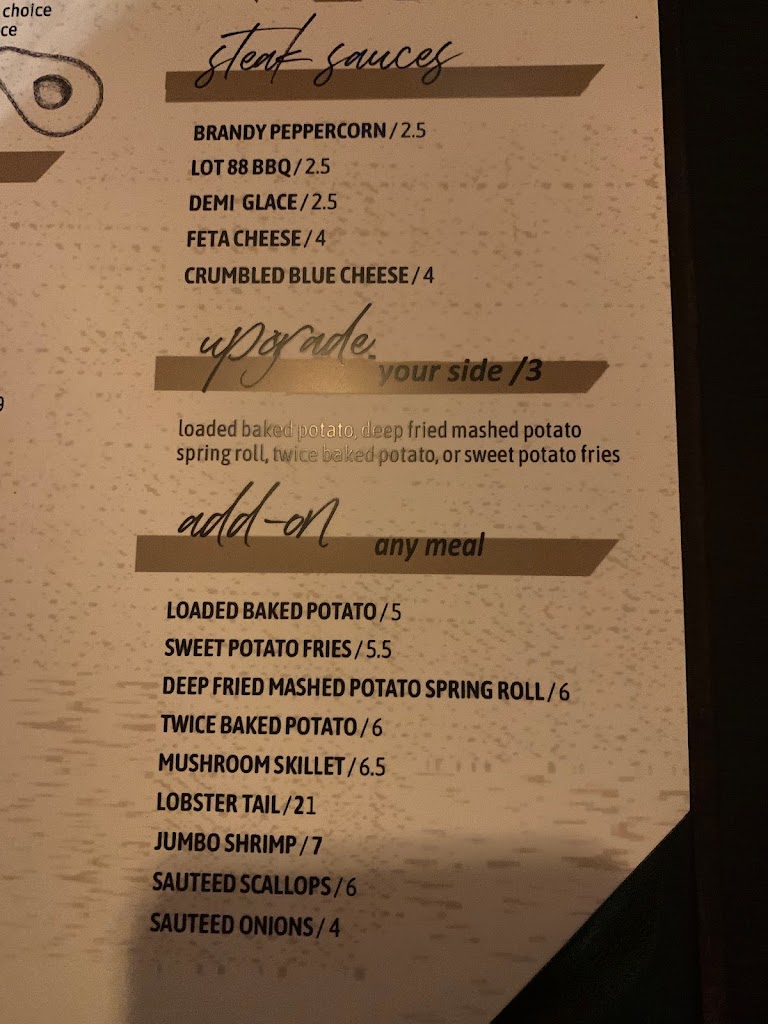 choice
ce
steak sauces
BRANDY PEPPERCORN / 2.5
LOT 88 BBQ / 2.5
DEMI GLACE / 2.5
FETA CHEESE / 4
CRUMBLED BLUE CHEESE / 4
upgrade your side /3
9
loaded baked potato, deep fried mashed potato
spring roll, twice baked potato, or sweet potato fries
add-on any meal
LOADED BAKED POTATO / 5
SWEET POTATO FRIES / 5.5
DEEP FRIED MASHED POTATO SPRING ROLL / 6
TWICE BAKED POTATO / 6
MUSHROOM SKILLET / 6.5
LOBSTER TAIL / 21
JUMBO SHRIMP / 7
SAUTEED SCALLOPS / 6
SAUTEED ONIONS / 4